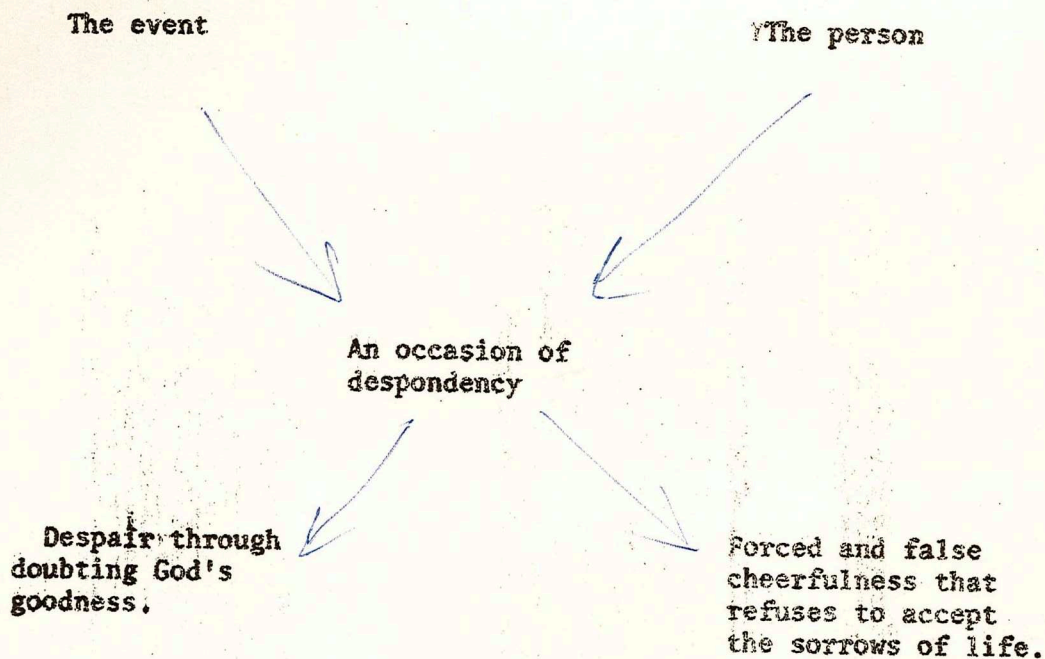 The event
The person
An occasion of
despondency
Despair through
doubting God's
goodness.
Forced and false
cheerfulness that
refuses to accept
the sorrows of life.